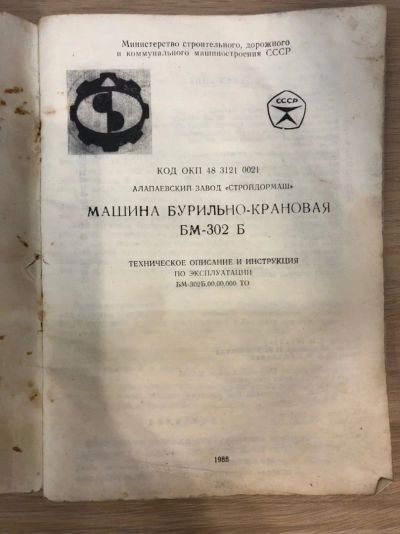 Министерство строительного, дорожного
и коммунального машиностроения СССР
СССР
КОД ОКП 48 3121 0021
АЛАПАЕВСКИЙ ЗАВОД «СТРОЙДОРМАШ»
МАШИНА БУРИЛЬНО-КРАНОВАЯ
БМ-302 Б
ТЕХНИЧЕСКОЕ ОПИСАНИЕ И ИНСТРУКЦИЯ
ПО ЭКСПЛУАТАЦИИ
БМ-302Б.00.00.000 ТО
1988